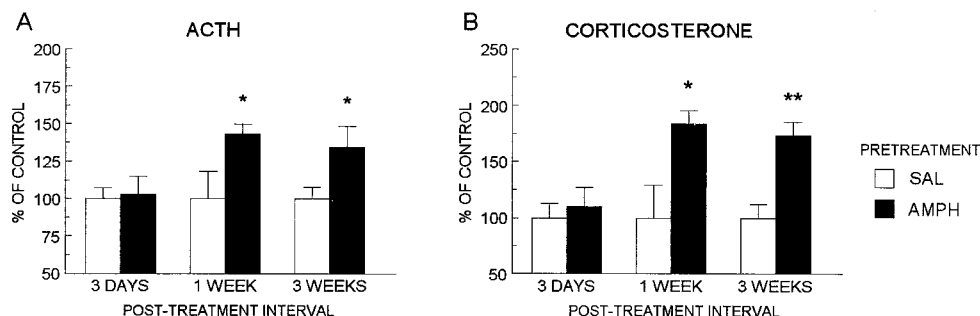 A
ACTH
% OF CONTROL
200
175
150
125
100
75
50
*
*
3 DAYS
1 WEEK
3 WEEKS
POST-TREATMENT INTERVAL
B
CORTICOSTERONE
% OF CONTROL
250
200
150
100
50
*
**
3 DAYS
1 WEEK
3 WEEKS
POST-TREATMENT INTERVAL
PRETREATMENT
SAL
AMPH